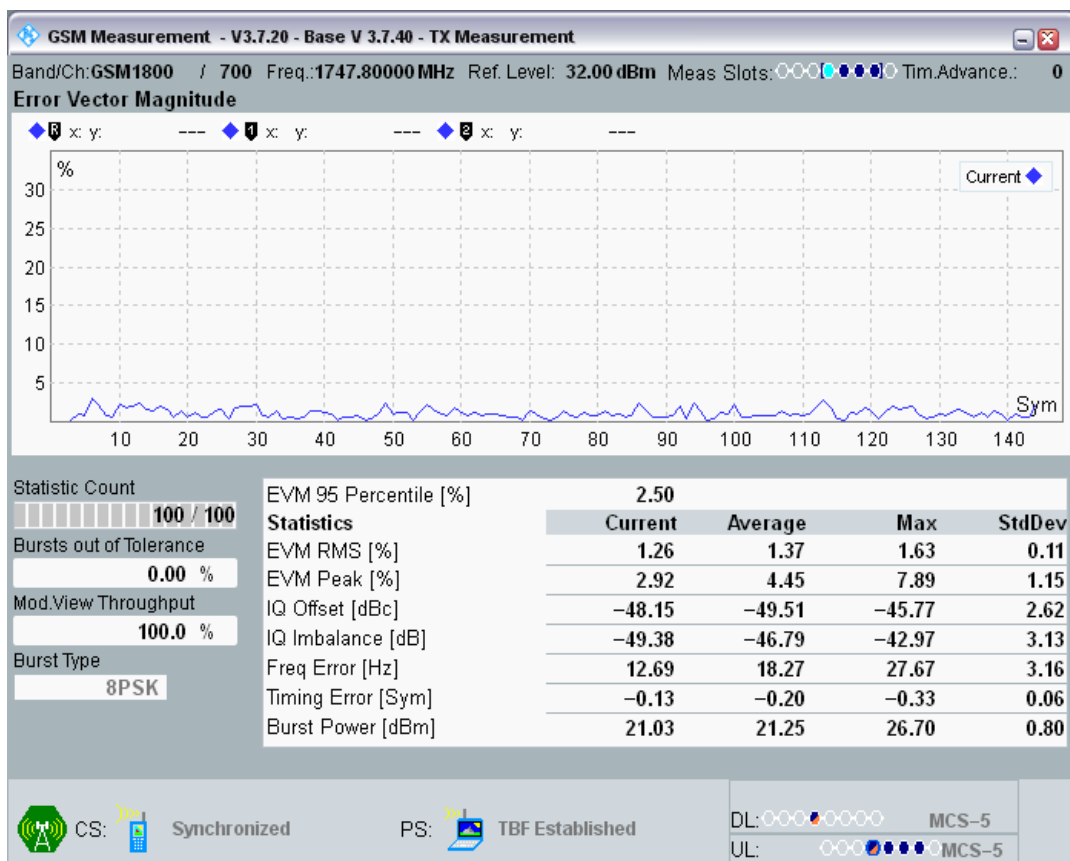 GSM Measurement - V3.7.20 - Base V 3.7.40 - TX Measurement
Band/Ch:GSM1800 / 700 Freq.:1747.80000 MHz Ref. Level: 32.00 dBm Meas Slots: Tim.Advance.: 0
Error Vector Magnitude
R x: y: --- 1 x: y: --- 2 x: y: ---
%
Current
30
25
20
15
10
5
Sym
10 20 30 40 50 60 70 80 90 100 110 120 130 140
Statistic Count
100 / 100
Bursts out of Tolerance
0.00 %
Mod.View Throughput
100.0 %
Burst Type
8PSK
EVM 95 Percentile [%] 2.50
Statistics Current Average Max StdDev
EVM RMS [%] 1.26 1.37 1.63 0.11
EVM Peak [%] 2.92 4.45 7.89 1.15
IQ Offset [dBc] −48.15 −49.51 −45.77 2.62
IQ Imbalance [dB] −49.38 −46.79 −42.97 3.13
Freq Error [Hz] 12.69 18.27 27.67 3.16
Timing Error [Sym] −0.13 −0.20 −0.33 0.06
Burst Power [dBm] 21.03 21.25 26.70 0.80
CS: Synchronized PS: TBF Established
DL: MCS−5
UL: MCS−5